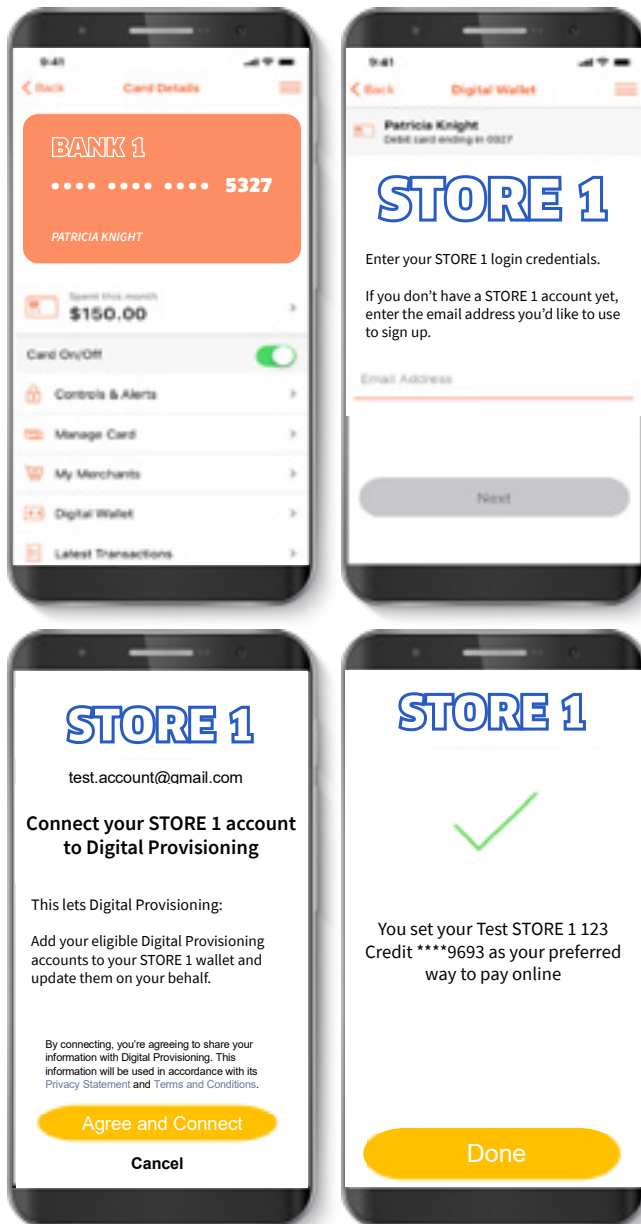 9:41
Back Card Details
BANK 1
•••• •••• •••• 5327
PATRICIA KNIGHT
Spent this month
$150.00
Card On/Off
Controls & Alerts
Manage Card
My Merchants
Digital Wallet
Latest Transactions
9:41
Back Digital Wallet
Patricia Knight
Debit card ending in 6927
STORE 1
Enter your STORE 1 login credentials.
If you don’t have a STORE 1 account yet,
enter the email address you’d like to use
to sign up.
Email Address
Next
STORE 1
test.account@gmail.com
Connect your STORE 1 account
to Digital Provisioning
This lets Digital Provisioning:
Add your eligible Digital Provisioning
accounts to your STORE 1 wallet and
update them on your behalf.
By connecting, you’re agreeing to share your
information with Digital Provisioning. This
information will be used in accordance with its
Privacy Statement and Terms and Conditions.
Agree and Connect
Cancel
STORE 1
You set your Test STORE 1 123
Credit ****9693 as your preferred
way to pay online
Done